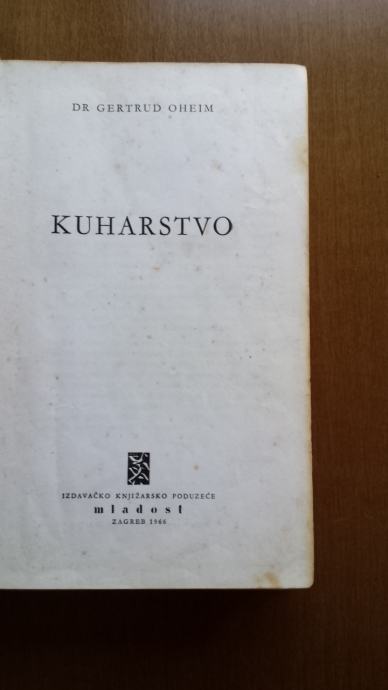 DR GERTRUD OHEIM
KUHARSTVO
IZDAVAČKO KNJIŽARSKO PODUZEĆE
mladost
ZAGREB 1966